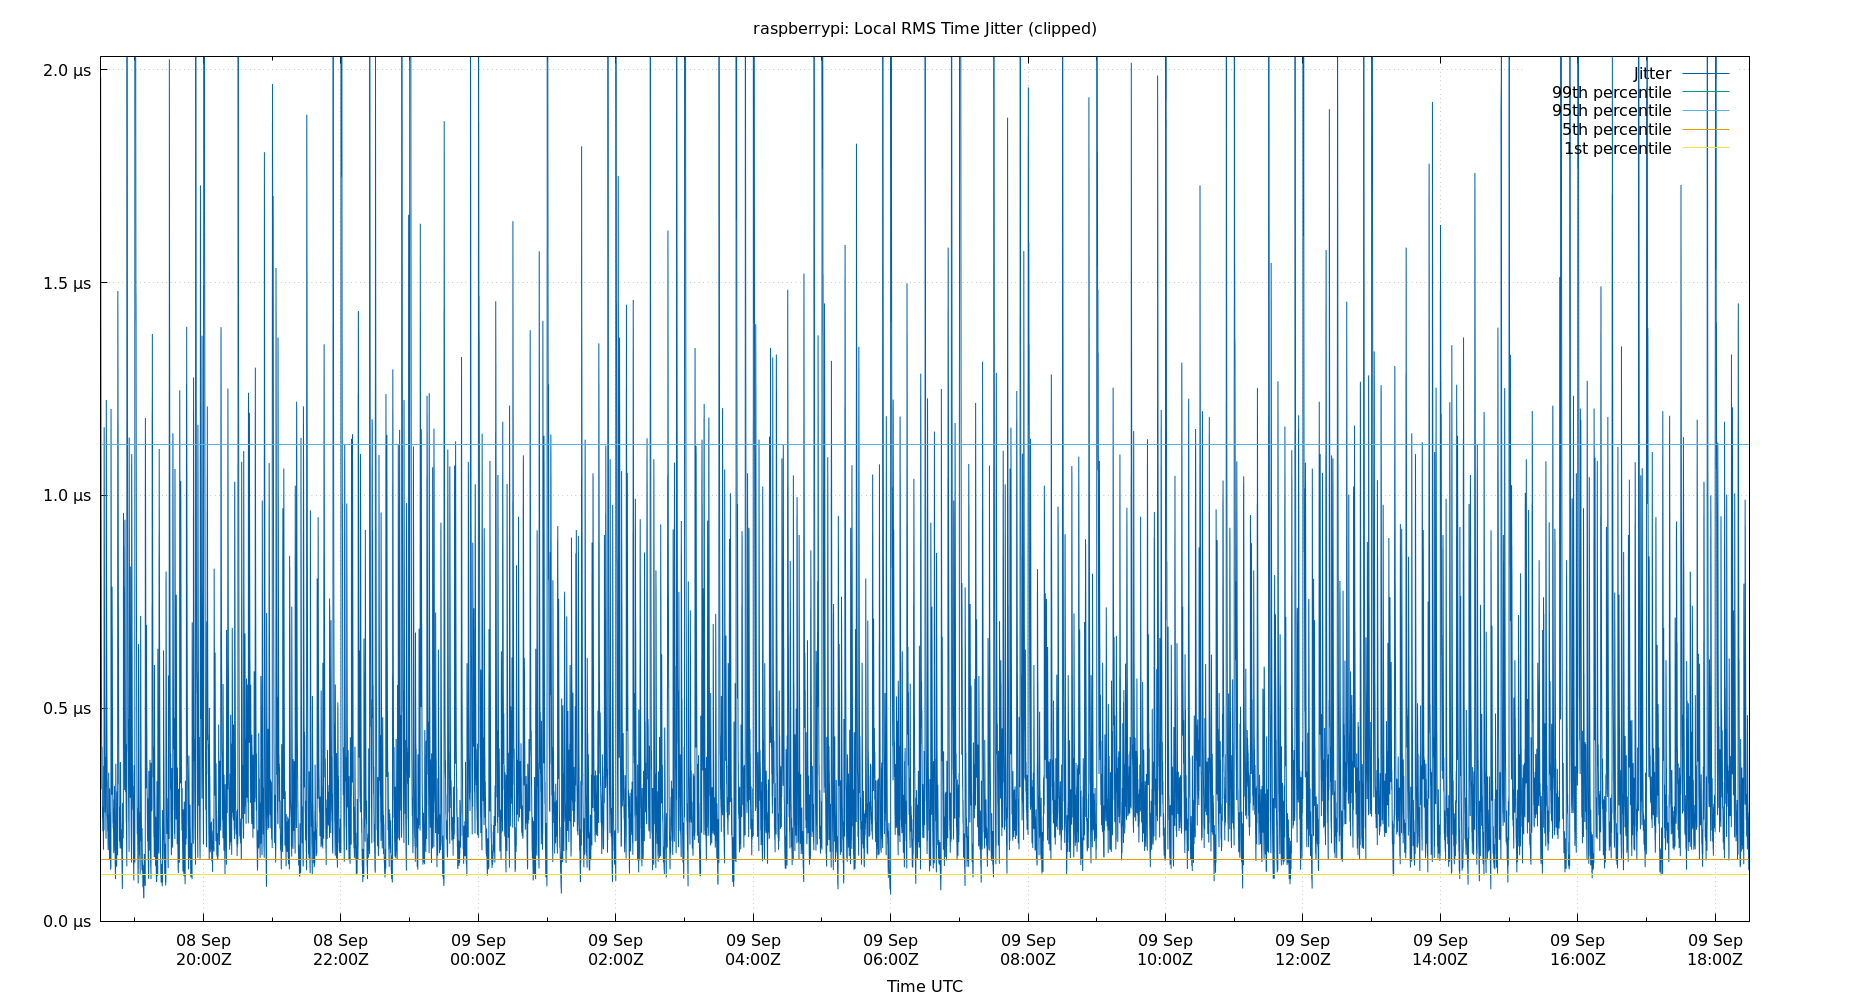 raspberrypi: Local RMS Time Jitter (clipped)
2.0 μs
1.5 μs
1.0 μs
0.5 μs
0.0 μs
Jitter
99th percentile
95th percentile
5th percentile
1st percentile
08 Sep 08 Sep 09 Sep 09 Sep 09 Sep 09 Sep 09 Sep 09 Sep 09 Sep 09 Sep 09 Sep 09 Sep
20:00Z 22:00Z 00:00Z 02:00Z 04:00Z 06:00Z 08:00Z 10:00Z 12:00Z 14:00Z 16:00Z 18:00Z
Time UTC